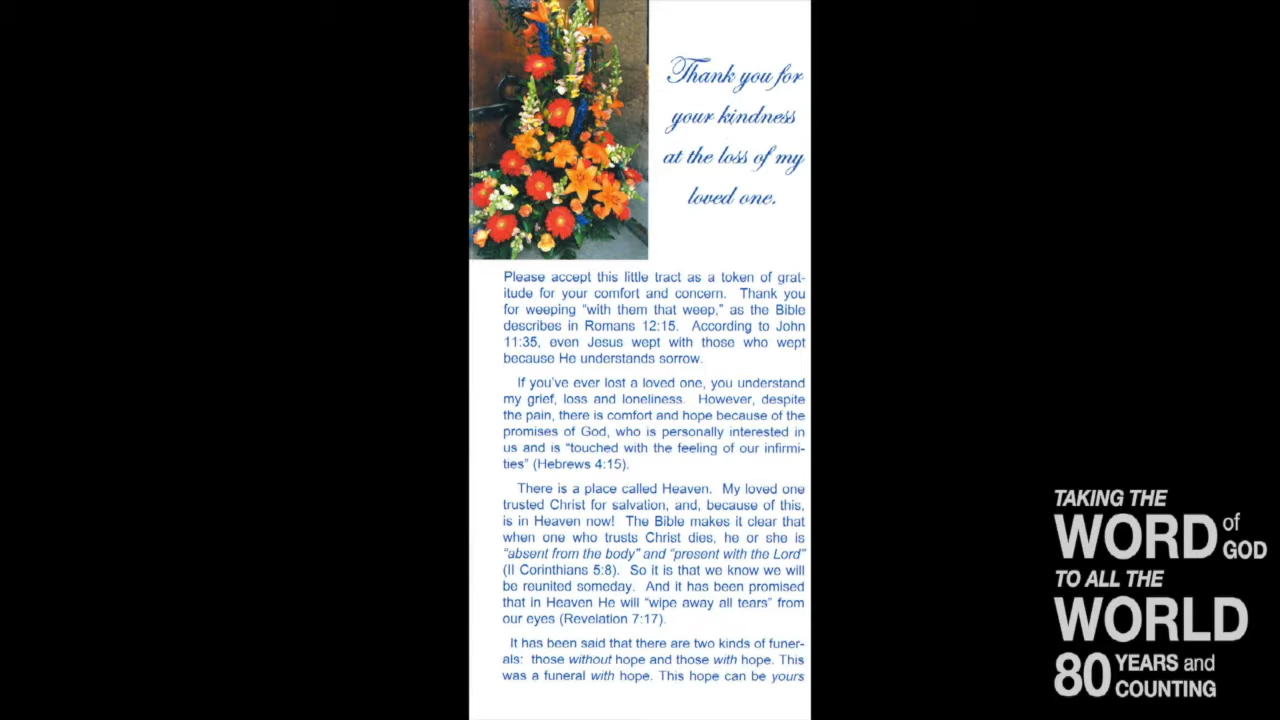 Thank you for
your kindness
at the loss of my
loved one.
Please accept this little tract as a token of grat-
itude for your comfort and concern. Thank you
for weeping “with them that weep,” as the Bible
describes in Romans 12:15. According to John
11:35, even Jesus wept with those who wept
because He understands sorrow.
If you’ve ever lost a loved one, you understand
my grief, loss and loneliness. However, despite
the pain, there is comfort and hope because of the
promises of God, who is personally interested in
us and is “touched with the feeling of our infirmi-
ties” (Hebrews 4:15).
There is a place called Heaven. My loved one
trusted Christ for salvation, and, because of this,
is in Heaven now! The Bible makes it clear that
when one who trusts Christ dies, he or she is
“absent from the body” and “present with the Lord”
(II Corinthians 5:8). So it is that we know we will
be reunited someday. And it has been promised
that in Heaven He will “wipe away all tears” from
our eyes (Revelation 7:17).
It has been said that there are two kinds of funer-
als: those without hope and those with hope. This
was a funeral with hope. This hope can be yours
TAKING THE
WORD of GOD
TO ALL THE
WORLD
80 YEARS and COUNTING